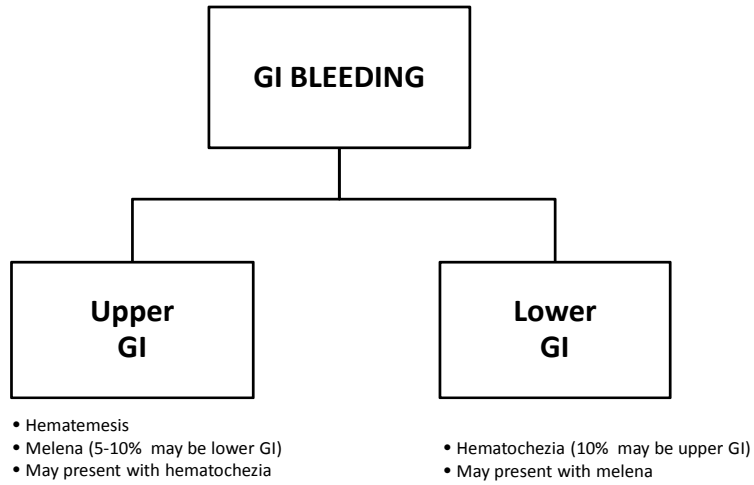 GI BLEEDING
Upper
GI
Lower
GI
• Hematemesis
• Melena (5-10% may be lower GI)
• May present with hematochezia
• Hematochezia (10% may be upper GI)
• May present with melena